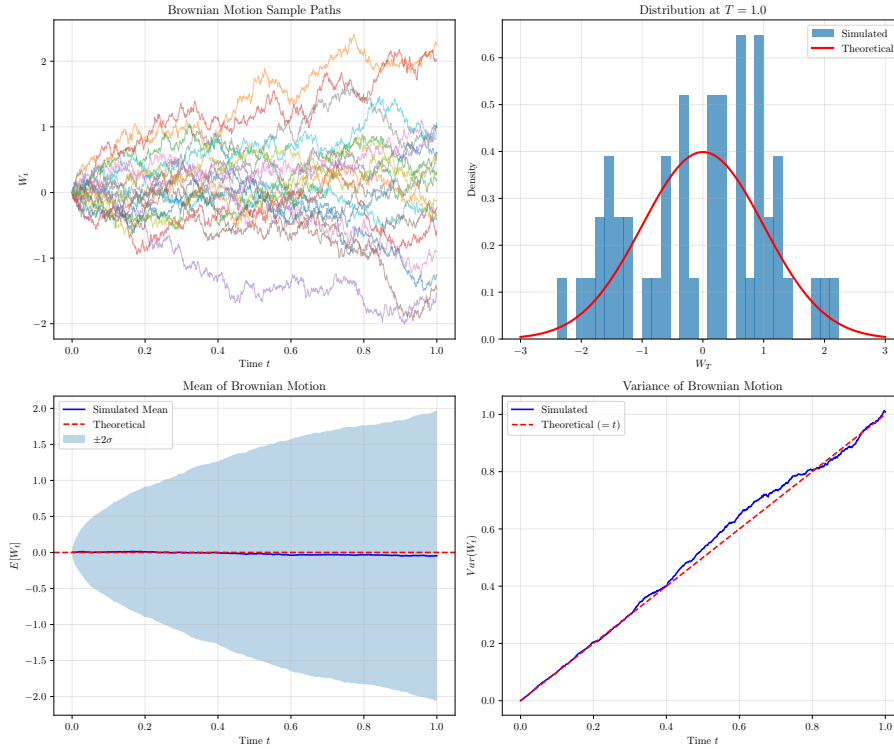 Brownian Motion Sample Paths
2
1
0
−1
−2
W_t
0.0 0.2 0.4 0.6 0.8 1.0
Time t
Distribution at T = 1.0
Simulated
Theoretical
0.6
0.5
0.4
0.3
0.2
0.1
0.0
Density
−3 −2 −1 0 1 2 3
W_T
Mean of Brownian Motion
Simulated Mean
Theoretical
±2σ
2.0
1.5
1.0
0.5
0.0
−0.5
−1.0
−1.5
−2.0
E[W_t]
0.0 0.2 0.4 0.6 0.8 1.0
Time t
Variance of Brownian Motion
Simulated
Theoretical (= t)
1.0
0.8
0.6
0.4
0.2
0.0
Var(W_t)
0.0 0.2 0.4 0.6 0.8 1.0
Time t